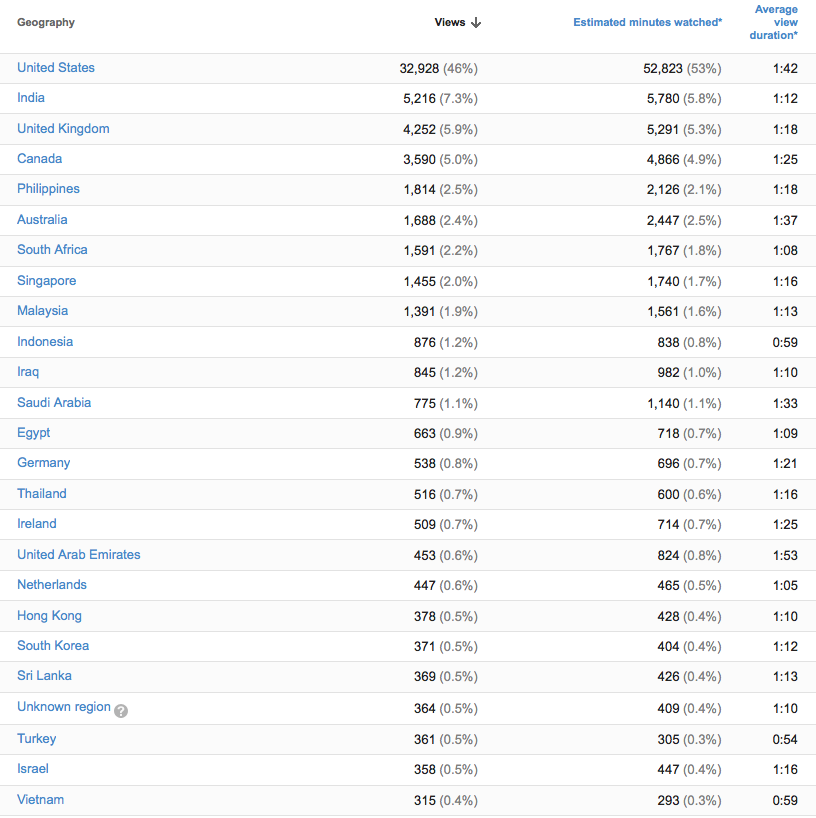 Geography Views ↓ Estimated minutes watched* Average view duration*
United States 32,928 (46%) 52,823 (53%) 1:42
India 5,216 (7.3%) 5,780 (5.8%) 1:12
United Kingdom 4,252 (5.9%) 5,291 (5.3%) 1:18
Canada 3,590 (5.0%) 4,866 (4.9%) 1:25
Philippines 1,814 (2.5%) 2,126 (2.1%) 1:18
Australia 1,688 (2.4%) 2,447 (2.5%) 1:37
South Africa 1,591 (2.2%) 1,767 (1.8%) 1:08
Singapore 1,455 (2.0%) 1,740 (1.7%) 1:16
Malaysia 1,391 (1.9%) 1,561 (1.6%) 1:13
Indonesia 876 (1.2%) 838 (0.8%) 0:59
Iraq 845 (1.2%) 982 (1.0%) 1:10
Saudi Arabia 775 (1.1%) 1,140 (1.1%) 1:33
Egypt 663 (0.9%) 718 (0.7%) 1:09
Germany 538 (0.8%) 696 (0.7%) 1:21
Thailand 516 (0.7%) 600 (0.6%) 1:16
Ireland 509 (0.7%) 714 (0.7%) 1:25
United Arab Emirates 453 (0.6%) 824 (0.8%) 1:53
Netherlands 447 (0.6%) 465 (0.5%) 1:05
Hong Kong 378 (0.5%) 428 (0.4%) 1:10
South Korea 371 (0.5%) 404 (0.4%) 1:12
Sri Lanka 369 (0.5%) 426 (0.4%) 1:13
Unknown region ? 364 (0.5%) 409 (0.4%) 1:10
Turkey 361 (0.5%) 305 (0.3%) 0:54
Israel 358 (0.5%) 447 (0.4%) 1:16
Vietnam 315 (0.4%) 293 (0.3%) 0:59